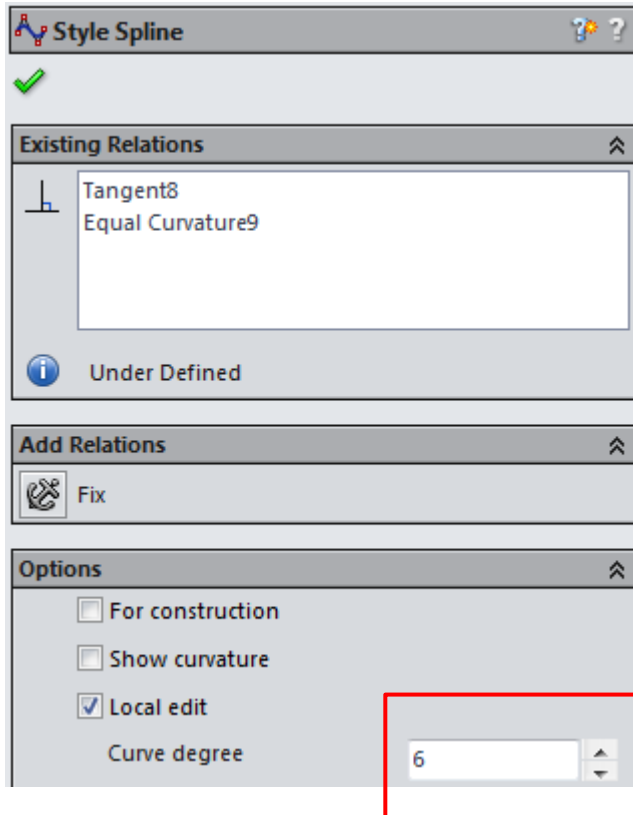 Style Spline
Existing Relations
Tangent8
Equal Curvature9
Under Defined
Add Relations
Fix
Options
For construction
Show curvature
Local edit
Curve degree 6